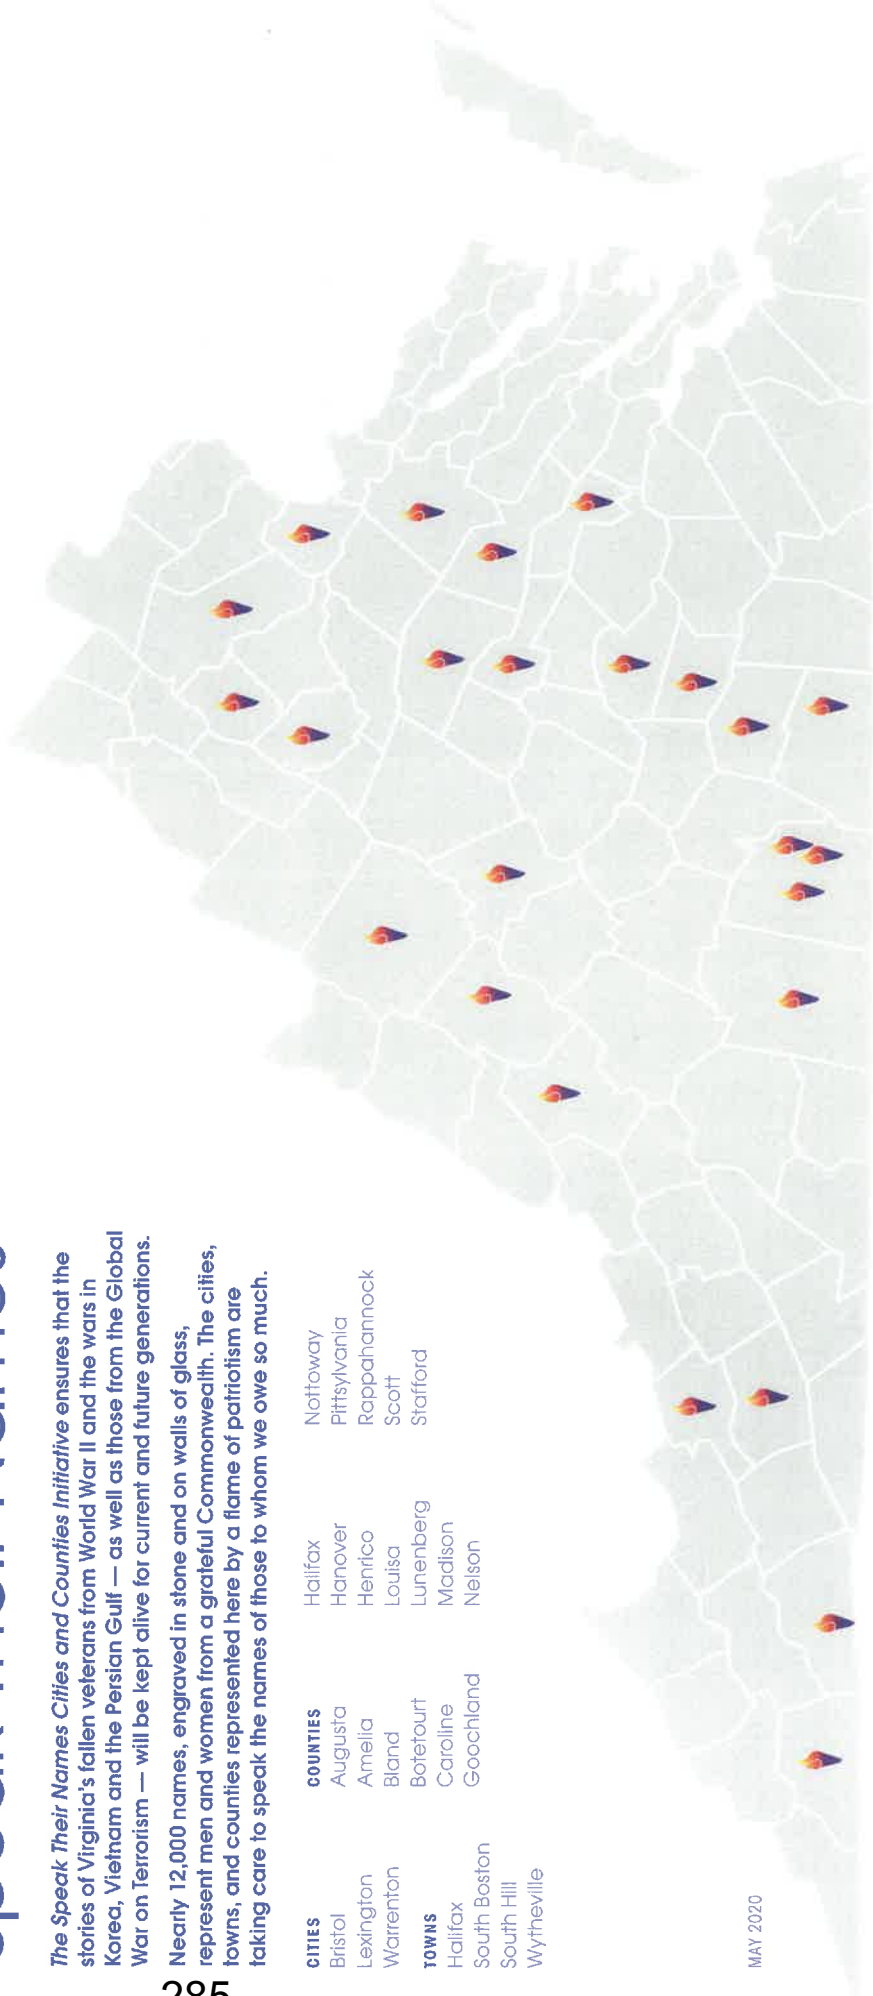 The Speak Their Names Cities and Counties Initiative ensures that the
stories of Virginia's fallen veterans from World War II and the wars in
Korea, Vietnam and the Persian Gulf — as well as those from the Global
War on Terrorism — will be kept alive for current and future generations.
Nearly 12,000 names, engraved in stone and on walls of glass,
represent men and women from a grateful Commonwealth. The cities,
towns, and counties represented here by a flame of patriotism are
taking care to speak the names of those to whom we owe so much.
CITIES
Bristol
Lexington
Warrenton
TOWNS
Halifax
South Boston
South Hill
Wytheville
COUNTIES
Augusta
Amelia
Bland
Botetourt
Caroline
Goochland
Halifax
Hanover
Henrico
Louisa
Lunenberg
Madison
Nelson
Nottoway
Pittsylvania
Rappahannock
Scott
Stafford
MAY 2020
285